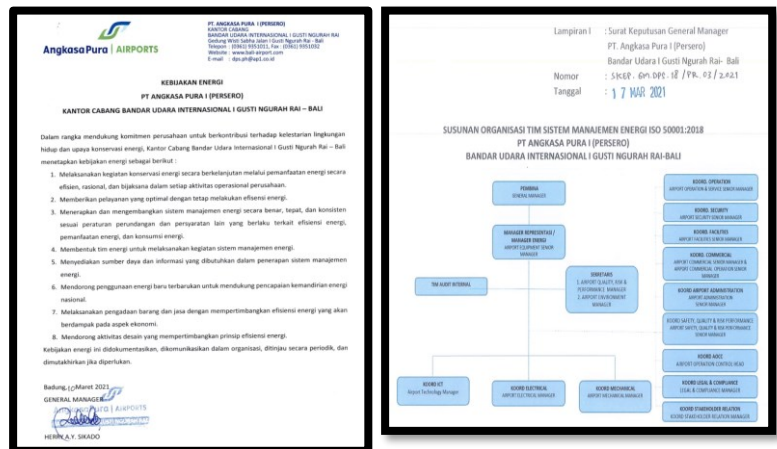 AngkasaPura | AIRPORTS
PT. ANGKASA PURA I (PERSERO)
KANTOR CABANG
BANDAR UDARA INTERNASIONAL I GUSTI NGURAH RAI
Gedung Wisti Sabha Jalan I Gusti Ngurah Rai - Bali
Telepon : (0361) 9351011, Fax : (0361) 9351032
Website : www.bali-airport.com
E-mail : dps.ph@ap1.co.id
KEBIJAKAN ENERGI
PT ANGKASA PURA I (PERSERO)
KANTOR CABANG BANDAR UDARA INTERNASIONAL I GUSTI NGURAH RAI – BALI
Dalam rangka mendukung komitmen perusahaan untuk berkontribusi terhadap kelestarian lingkungan
hidup dan upaya konservasi energi, Kantor Cabang Bandar Udara Internasional I Gusti Ngurah Rai – Bali
menetapkan kebijakan energi sebagai berikut :
1. Melaksanakan kegiatan konservasi energi secara berkelanjutan melalui pemanfaatan energi secara
efisien, rasional, dan bijaksana dalam setiap aktivitas operasional perusahaan.
2. Memberikan pelayanan yang optimal dengan tetap melakukan efisiensi energi.
3. Menerapkan dan mengembangkan sistem manajemen energi secara benar, tepat, dan konsisten
sesuai peraturan perundangan dan persyaratan lain yang berlaku terkait efisiensi energi,
pemanfaatan energi, dan konsumsi energi.
4. Membentuk tim energi untuk melaksanakan kegiatan sistem manajemen energi.
5. Menyediakan sumber daya dan informasi yang dibutuhkan dalam penerapan sistem manajemen
energi.
6. Mendorong penggunaan energi baru terbarukan untuk mendukung pencapaian kemandirian energi
nasional.
7. Melaksanakan pengadaan barang dan jasa dengan mempertimbangkan efisiensi energi yang akan
berdampak pada aspek ekonomi.
8. Mendorong aktivitas desain yang mempertimbangkan prinsip efisiensi energi.
Kebijakan energi ini didokumentasikan, dikomunikasikan dalam organisasi, ditinjau secara periodik, dan
dimutakhirkan jika diperlukan.
Badung, 10 Maret 2021
GENERAL MANAGER
AngkasaPura | AIRPORTS
HERRY A.Y. SIKADO
Lampiran I : Surat Keputusan General Manager
PT. Angkasa Pura I (Persero)
Bandar Udara I Gusti Ngurah Rai- Bali
Nomor : SKEP. GM.DPS. 18 /PR. 03 / 2021
Tanggal : 17 MAR 2021
SUSUNAN ORGANISASI TIM SISTEM MANAJEMEN ENERGI ISO 50001:2018
PT ANGKASA PURA I (PERSERO)
BANDAR UDARA INTERNASIONAL I GUSTI NGURAH RAI-BALI
PEMBINA
GENERAL MANAGER
MANAGER REPRESENTASI /
MANAGER ENERGI
AIRPORT EQUIPMENT SENIOR
MANAGER
TIM AUDIT INTERNAL
SEKRETARIS
1. AIRPORT QUALITY, RISK &
PERFORMANCE MANAGER
2. AIRPORT ENVIRONMENT
MANAGER
KOORD ICT
Airport Technology Manager
KOORD ELECTRICAL
AIRPORT ELECTRICAL MANAGER
KOORD MECHANICAL
AIRPORT MECHANICAL MANAGER
KOORD. OPERATION
AIRPORT OPERATION & SERVICE SENIOR MANAGER
KOORD. SECURITY
AIRPORT SECURITY SENIOR MANAGER
KOORD. FACILITIES
AIRPORT FACILITIES SENIOR MANAGER
KOORD. COMMERCIAL
AIRPORT COMMERCIAL SENIOR MANAGER &
AIRPORT COMMERCIAL OPERATION SENIOR
MANAGER
KOORD AIRPORT ADMINISTRATION
AIRPORT ADMINISTRATION
SENIOR MANAGER
KOORD SAFETY, QUALITY & RISK PERFORMANCE
AIRPORT SAFETY, QUALITY & RISK PERFORMANCE
SENIOR MANAGER
KOORD AOCC
AIRPORT OPERATION CONTROL HEAD
KOORD LEGAL & COMPLIANCE
LEGAL & COMPLIANCE MANAGER
KOORD STAKEHOLDER RELATION
KOORD STAKEHOLDER RELATION MANAGER